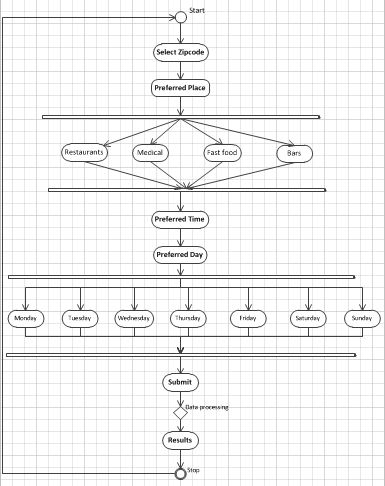 Start
Select Zipcode
Preferred Place
Restaurants
Medical
Fast food
Bars
Preferred Time
Preferred Day
Monday
Tuesday
Wednesday
Thursday
Friday
Saturday
Sunday
Submit
Data processing
Results
Stop